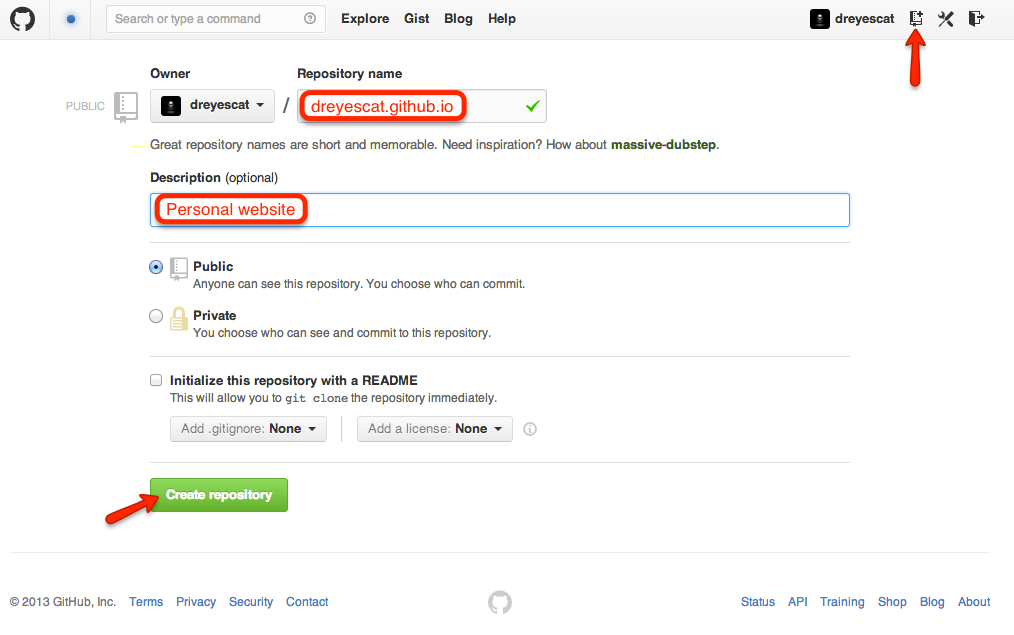 Search or type a command
Explore Gist Blog Help
dreyescat
Owner Repository name
PUBLIC dreyescat / dreyescat.github.io
Great repository names are short and memorable. Need inspiration? How about massive-dubstep.
Description (optional)
Personal website
Public
Anyone can see this repository. You choose who can commit.
Private
You choose who can see and commit to this repository.
Initialize this repository with a README
This will allow you to git clone the repository immediately.
Add .gitignore: None Add a license: None
Create repository
© 2013 GitHub, Inc. Terms Privacy Security Contact Status API Training Shop Blog About